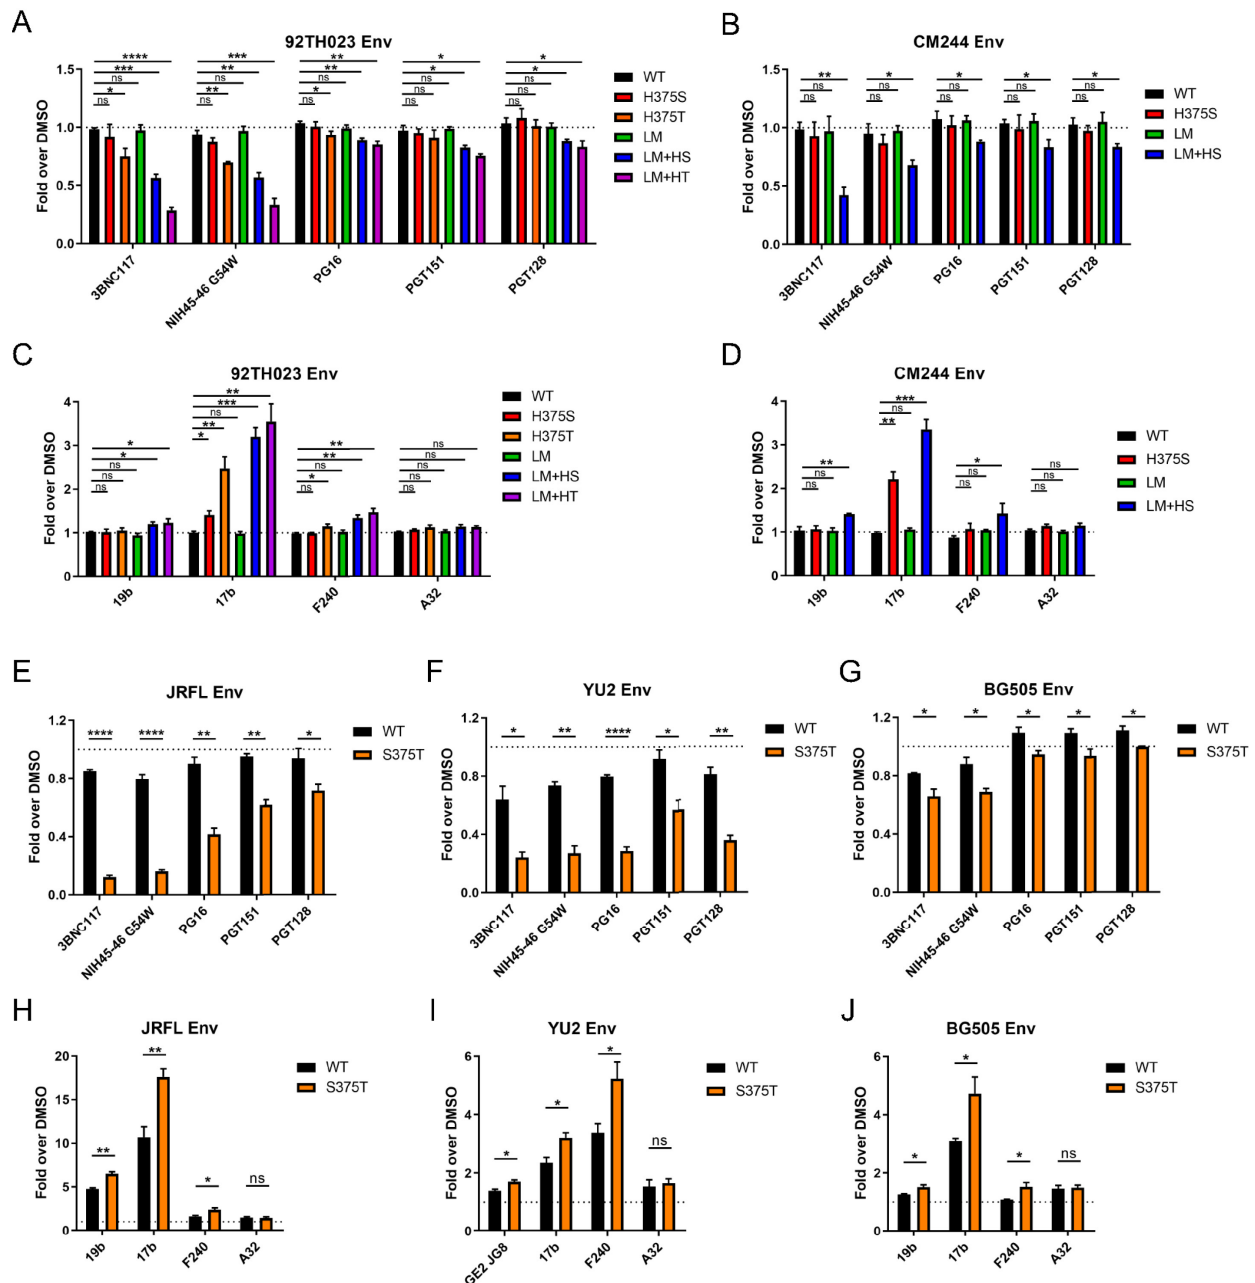 A
92TH023 Env
Fold over DMSO
1.5
1.0
0.5
0.0
****
***
ns
*
ns
***
**
ns
**
ns
**
**
ns
*
ns
*
*
ns
ns
ns
*
*
ns
ns
ns
3BNC117
NIH45-46 G54W
PG16
PGT151
PGT128
WT
H375S
H375T
LM
LM+HS
LM+HT
B
CM244 Env
Fold over DMSO
1.5
1.0
0.5
0.0
**
ns
ns
*
ns
ns
*
ns
ns
*
ns
ns
*
ns
ns
3BNC117
NIH45-46 G54W
PG16
PGT151
PGT128
WT
H375S
LM
LM+HS
C
92TH023 Env
Fold over DMSO
4
3
2
1
0
*
*
ns
ns
ns
**
***
ns
**
*
**
**
ns
*
ns
ns
ns
ns
ns
ns
19b
17b
F240
A32
WT
H375S
H375T
LM
LM+HS
LM+HT
D
CM244 Env
Fold over DMSO
4
3
2
1
0
**
ns
ns
***
ns
**
*
ns
ns
ns
ns
ns
19b
17b
F240
A32
WT
H375S
LM
LM+HS
E
JRFL Env
Fold over DMSO
1.2
0.8
0.4
0.0
****
****
**
**
*
3BNC117
NIH45-46 G54W
PG16
PGT151
PGT128
WT
S375T
F
YU2 Env
Fold over DMSO
1.2
0.8
0.4
0.0
*
**
****
*
**
3BNC117
NIH45-46 G54W
PG16
PGT151
PGT128
WT
S375T
G
BG505 Env
Fold over DMSO
1.2
0.8
0.4
0.0
*
*
*
*
*
3BNC117
NIH45-46 G54W
PG16
PGT151
PGT128
WT
S375T
H
JRFL Env
Fold over DMSO
20
15
10
5
0
**
**
*
ns
19b
17b
F240
A32
WT
S375T
I
YU2 Env
Fold over DMSO
6
4
2
0
*
*
*
ns
GE2 JG8
17b
F240
A32
WT
S375T
J
BG505 Env
Fold over DMSO
6
4
2
0
*
*
*
ns
19b
17b
F240
A32
WT
S375T